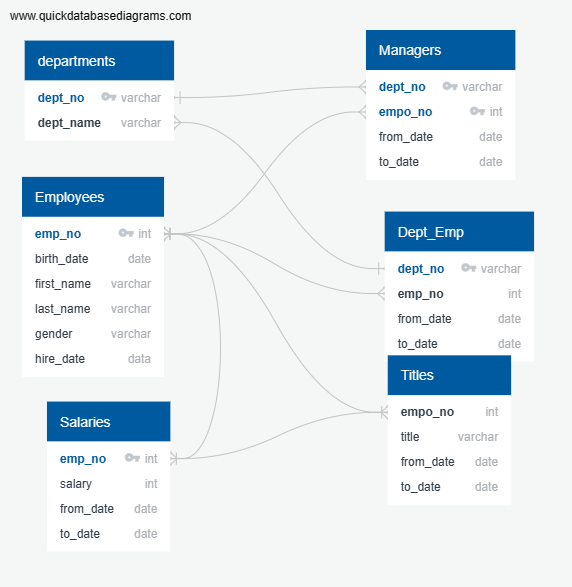 www.quickdatabasediagrams.com
departments
dept_no varchar
dept_name varchar
Managers
dept_no varchar
empo_no int
from_date date
to_date date
Employees
emp_no int
birth_date date
first_name varchar
last_name varchar
gender varchar
hire_date data
Dept_Emp
dept_no varchar
emp_no int
from_date date
to_date date
Titles
empo_no int
title varchar
from_date date
to_date date
Salaries
emp_no int
salary int
from_date date
to_date date